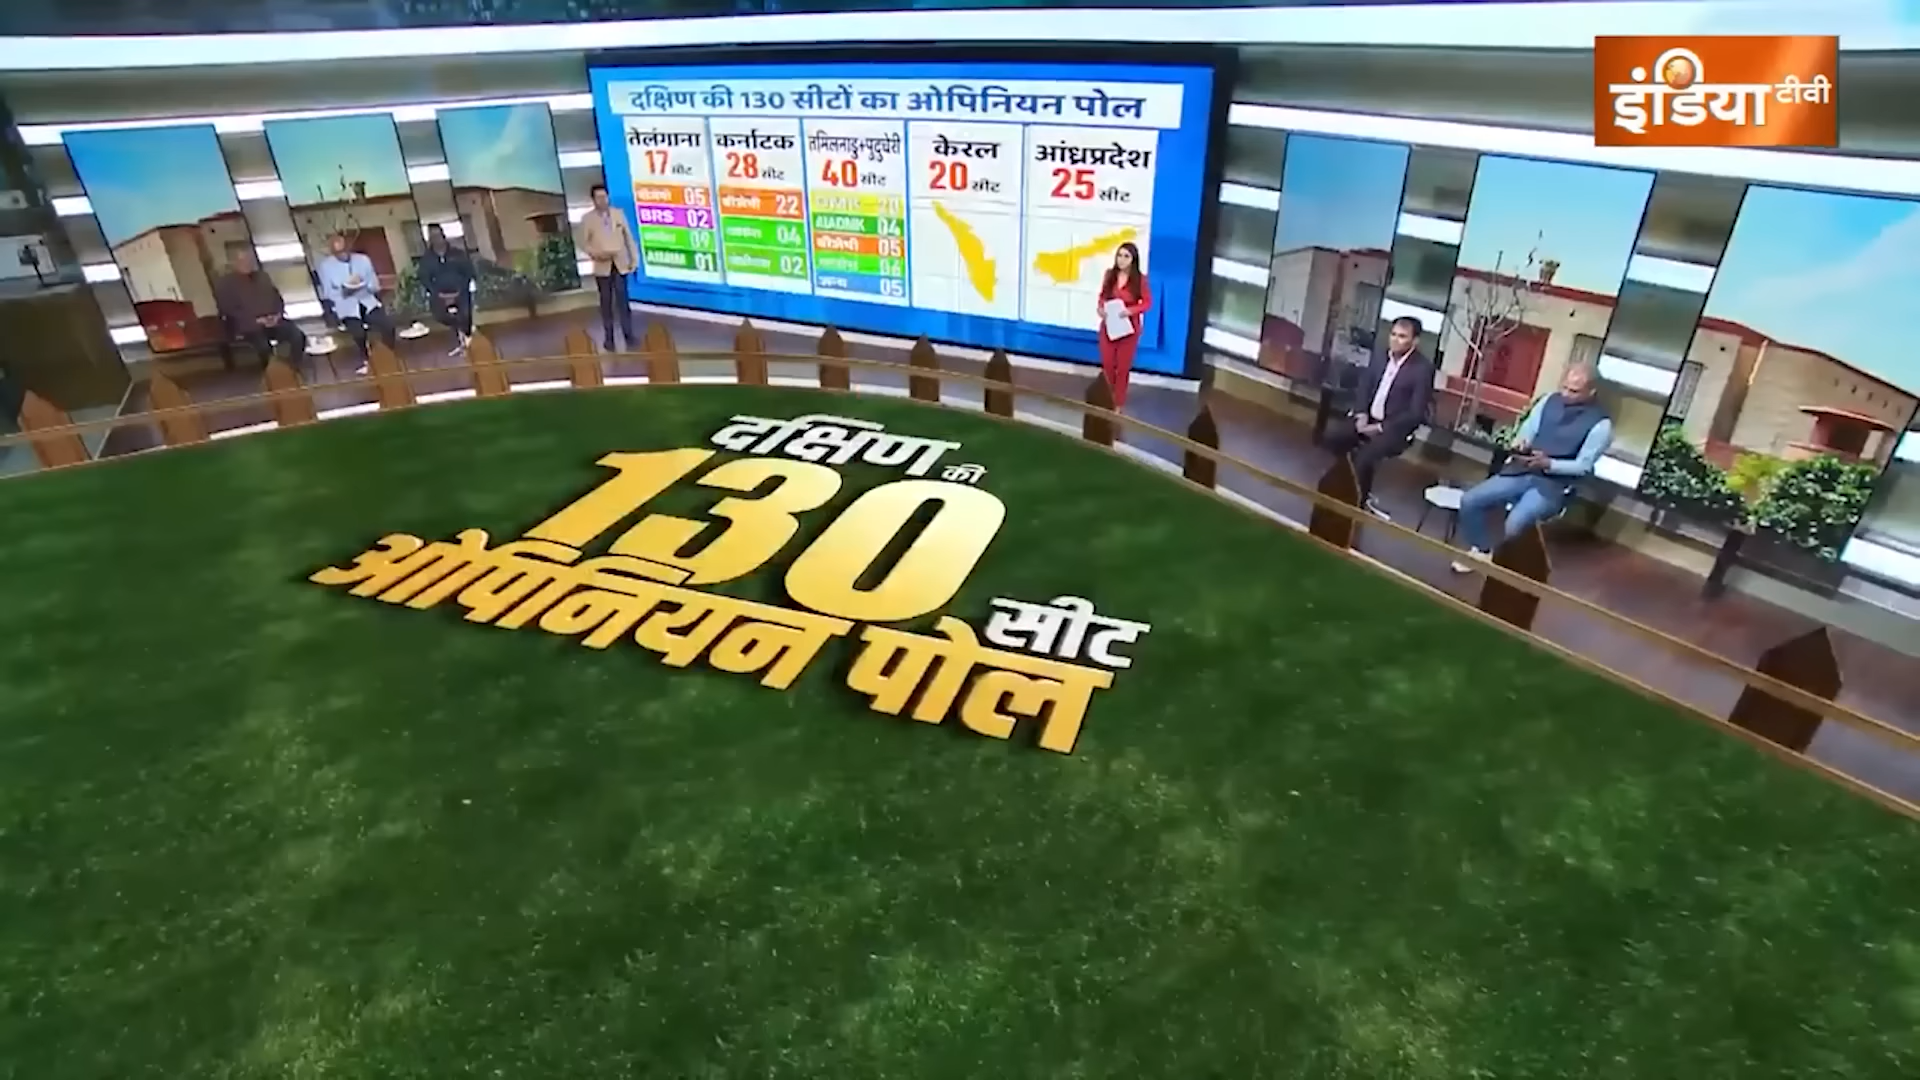 इंडिया टीवी
दक्षिण की 130 सीटों का ओपिनियन पोल
तेलंगाना
17 सीट
बीजेपी 05
BRS 02
09
AIMIM 01
कर्नाटक
28 सीट
बीजेपी 22
04
02
तमिलनाडु+पुदुचेरी
40 सीट
20
AIADMK 04
बीजेपी 05
06
अन्य 05
केरल
20 सीट
आंध्रप्रदेश
25 सीट
दक्षिण की
130 सीट
ओपिनियन पोल